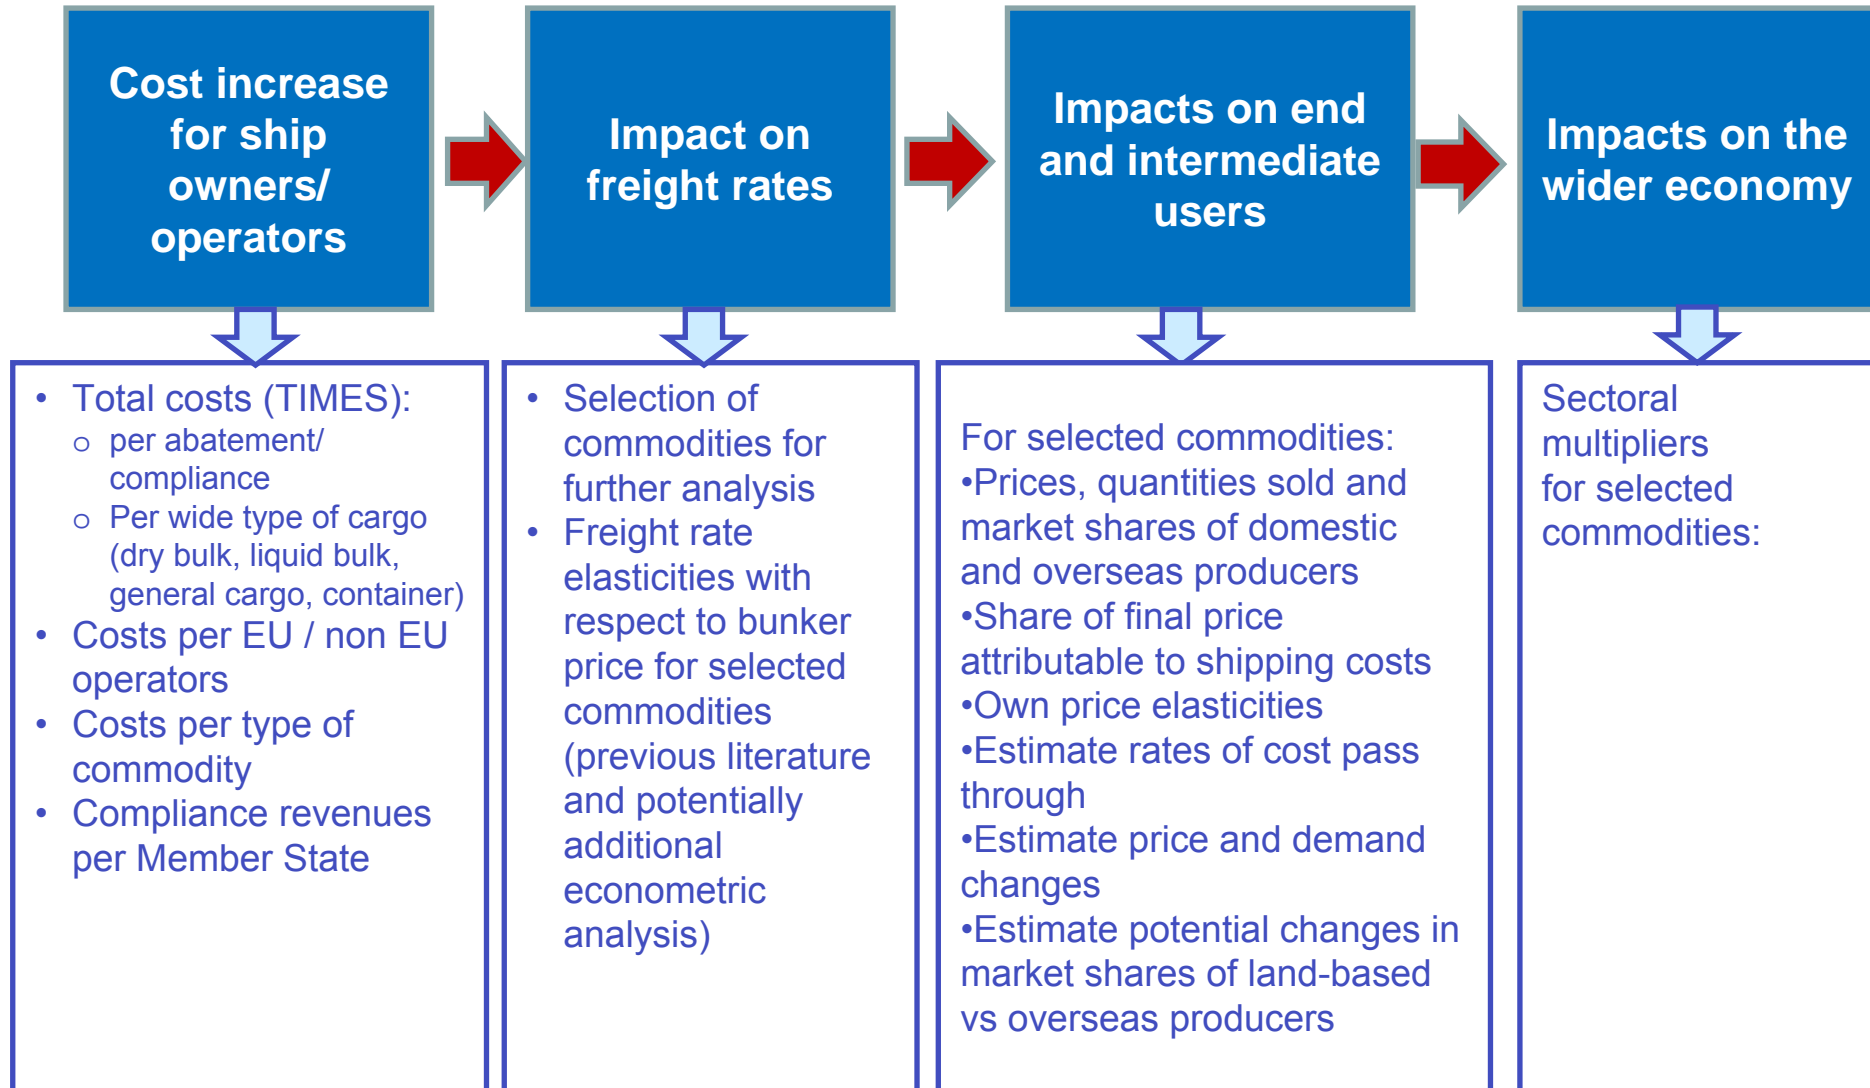 Cost increase
for ship
owners/
operators
Impact on
freight rates
Impacts on end
and intermediate
users
Impacts on the
wider economy
• Total costs (TIMES):
o per abatement/
compliance
o Per wide type of cargo
(dry bulk, liquid bulk,
general cargo, container)
• Costs per EU / non EU
operators
• Costs per type of
commodity
• Compliance revenues
per Member State
• Selection of
commodities for
further analysis
• Freight rate
elasticities with
respect to bunker
price for selected
commodities
(previous literature
and potentially
additional
econometric
analysis)
For selected commodities:
•Prices, quantities sold and
market shares of domestic
and overseas producers
•Share of final price
attributable to shipping costs
•Own price elasticities
•Estimate rates of cost pass
through
•Estimate price and demand
changes
•Estimate potential changes in
market shares of land-based
vs overseas producers
Sectoral
multipliers
for selected
commodities: